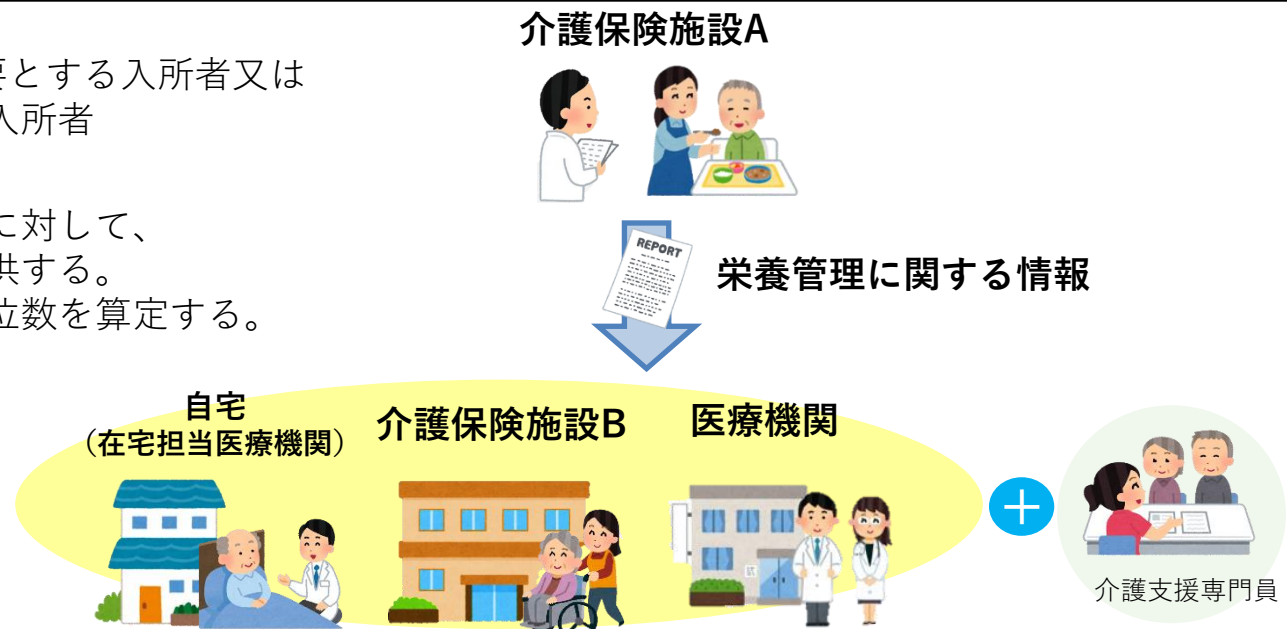 介護保険施設A
要とする入所者又は
入所者
に対して、
供する。
位数を算定する。
REPORT
栄養管理に関する情報
自宅
（在宅担当医療機関）
介護保険施設B
医療機関
＋
介護支援専門員